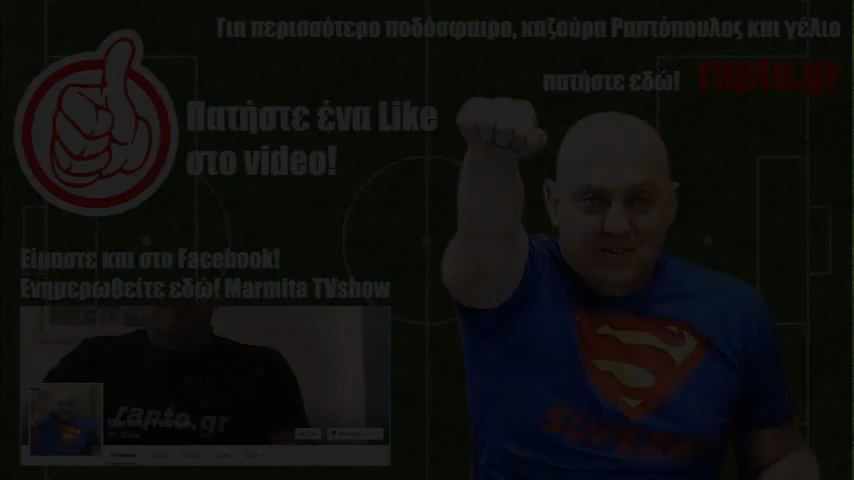 Για περισσότερο ποδόσφαιρο, καζούρα Ραπτόπουλος και γέλιο
πατήστε εδώ! rapto.gr
Πατήστε ένα Like
στο video!
Είμαστε και στο Facebook!
Ενημερωθείτε εδώ! Marmita TVshow
rapto.gr